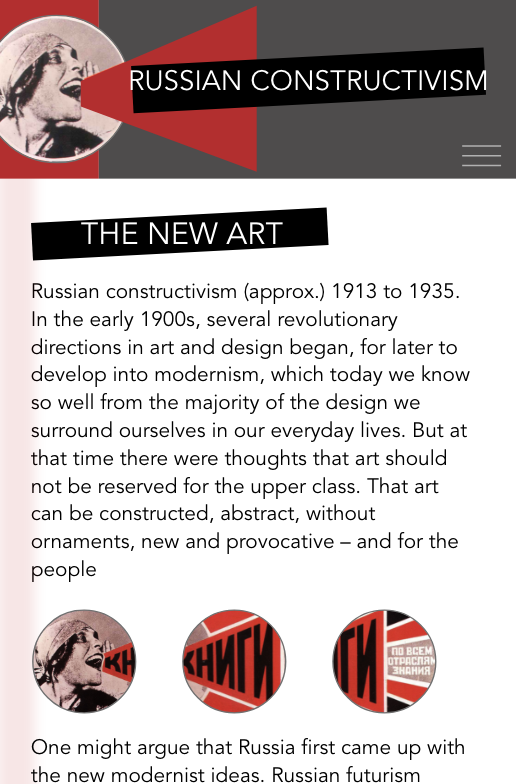 RUSSIAN CONSTRUCTIVISM
THE NEW ART
Russian constructivism (approx.) 1913 to 1935.
In the early 1900s, several revolutionary
directions in art and design began, for later to
develop into modernism, which today we know
so well from the majority of the design we
surround ourselves in our everyday lives. But at
that time there were thoughts that art should
not be reserved for the upper class. That art
can be constructed, abstract, without
ornaments, new and provocative – and for the
people
КН
КНИГИ
ГИ
ПО ВСЕМ
ОТРАСЛЯМ
ЗНАНИЯ
One might argue that Russia first came up with
the new modernist ideas. Russian futurism